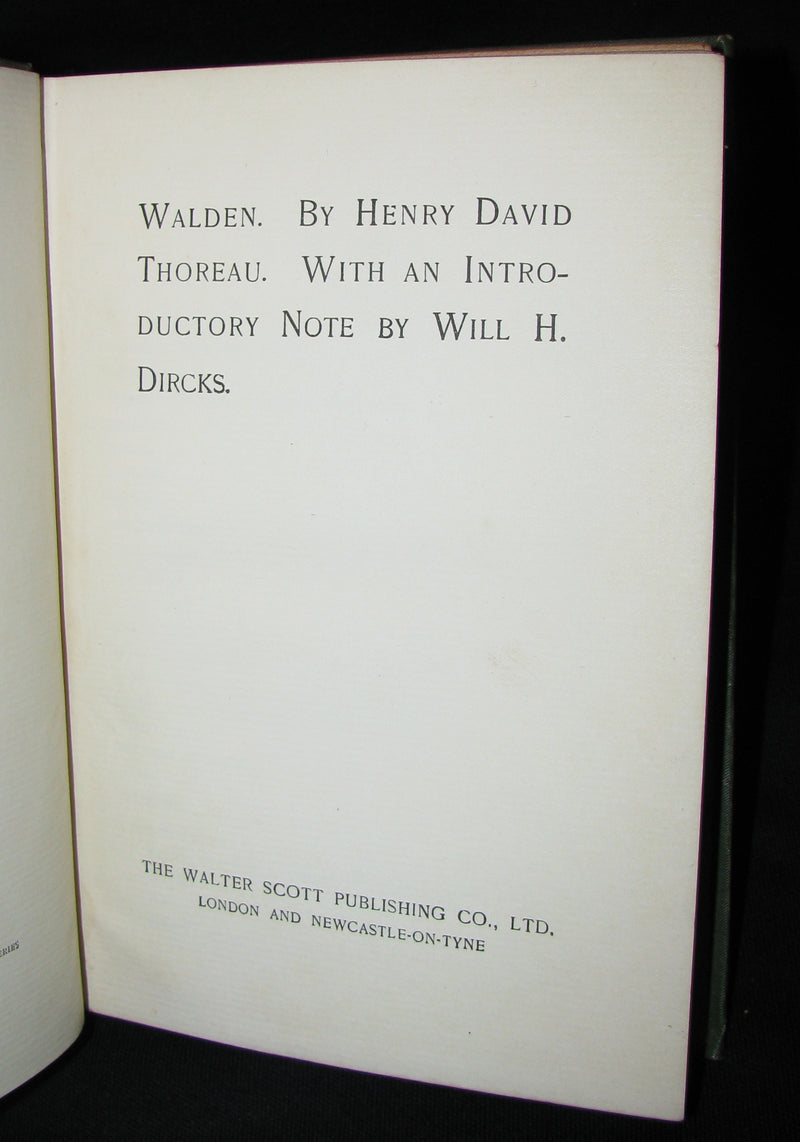 WALDEN. BY HENRY DAVID
THOREAU. WITH AN INTRO-
DUCTORY NOTE BY WILL H.
DIRCKS.
THE WALTER SCOTT PUBLISHING CO., LTD.
LONDON AND NEWCASTLE-ON-TYNE